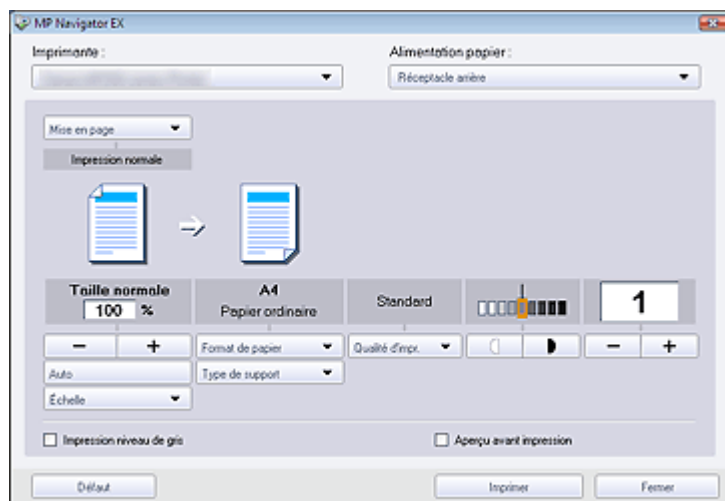 MP Navigator EX
Imprimante :
Alimentation papier :
Réceptacle arrière
Mise en page
Impression normale
Taille normale
100 %
A4
Papier ordinaire
Standard
1
Format de papier
Qualité d'impr.
Auto
Type de support
Échelle
Impression niveau de gris
Aperçu avant impression
Défaut
Imprimer
Fermer